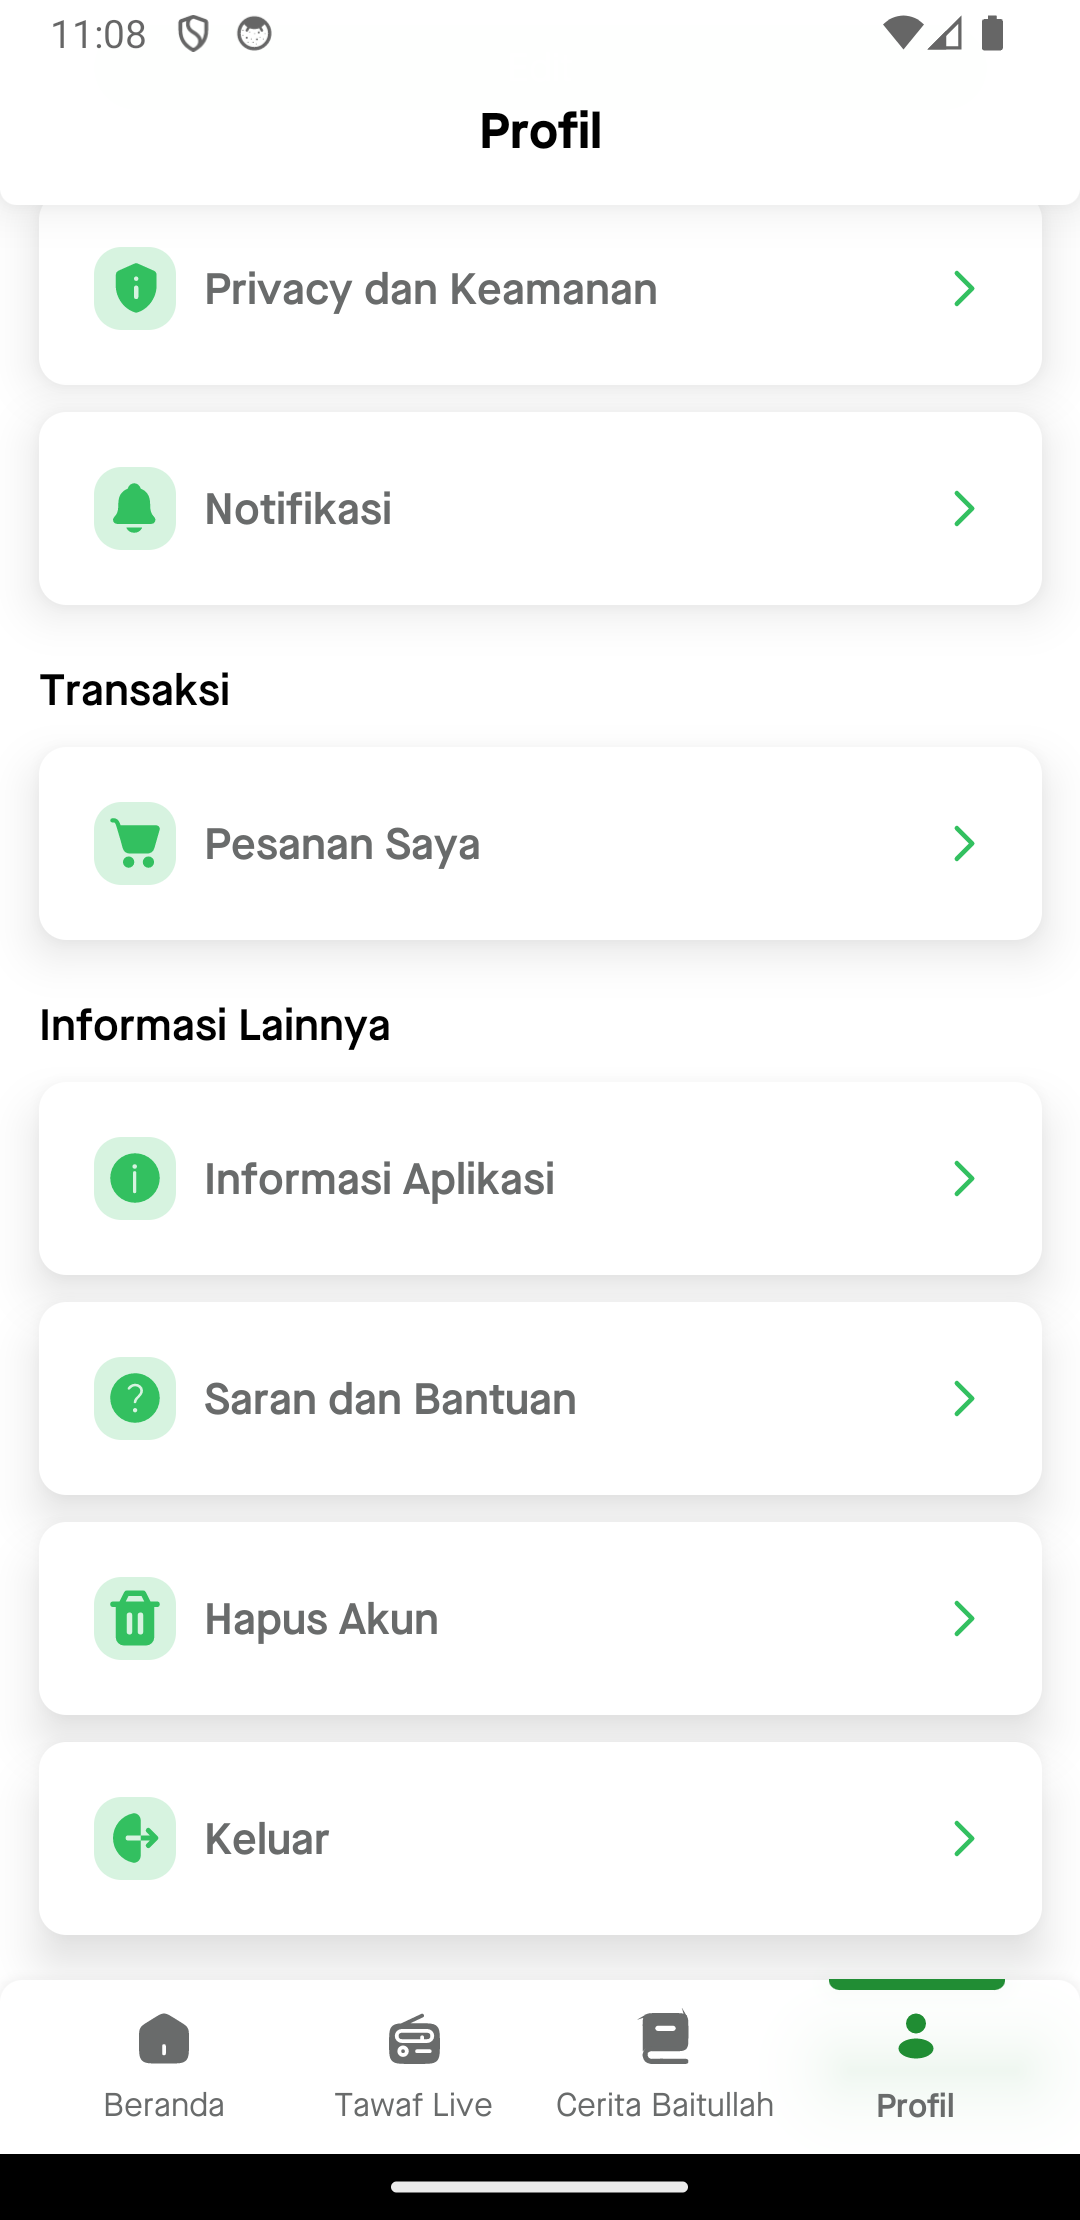 11:08
Profil
Privacy dan Keamanan
Notifikasi
Transaksi
Pesanan Saya
Informasi Lainnya
Informasi Aplikasi
Saran dan Bantuan
Hapus Akun
Keluar
Beranda
Tawaf Live
Cerita Baitullah
Profil